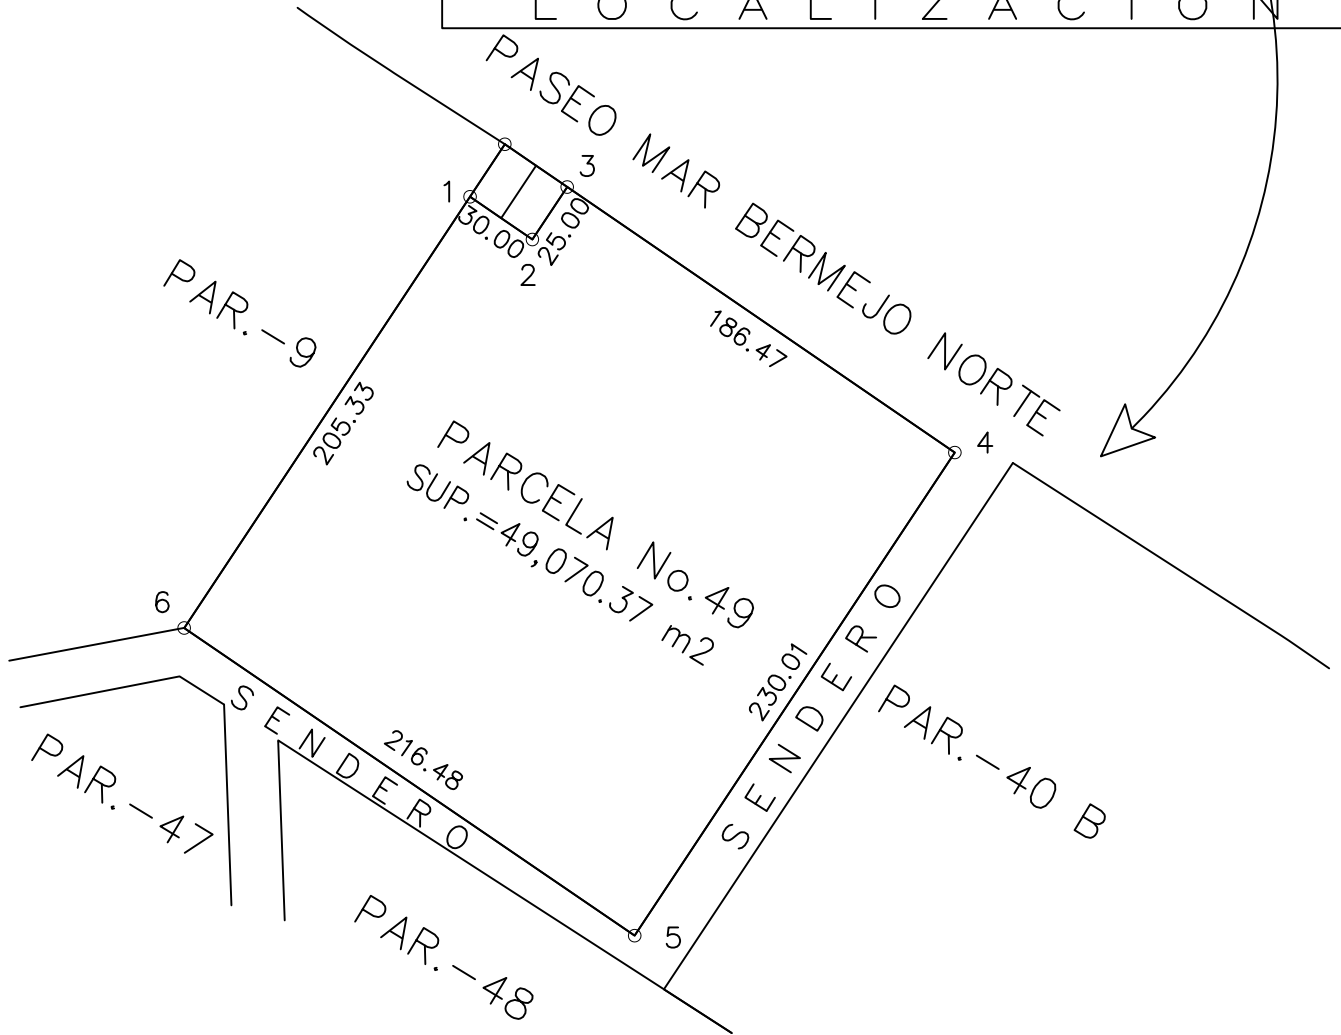 LOCALIZACION
PASEO MAR BERMEJO NORTE
3
1
30.00
25.00
2
PAR.-9
186.47
205.33
4
PARCELA No.49
SUP.=49,070.37 m2
6
230.01
SENDERO
PAR.-40 B
SENDERO
216.48
PAR.-47
5
PAR.-48